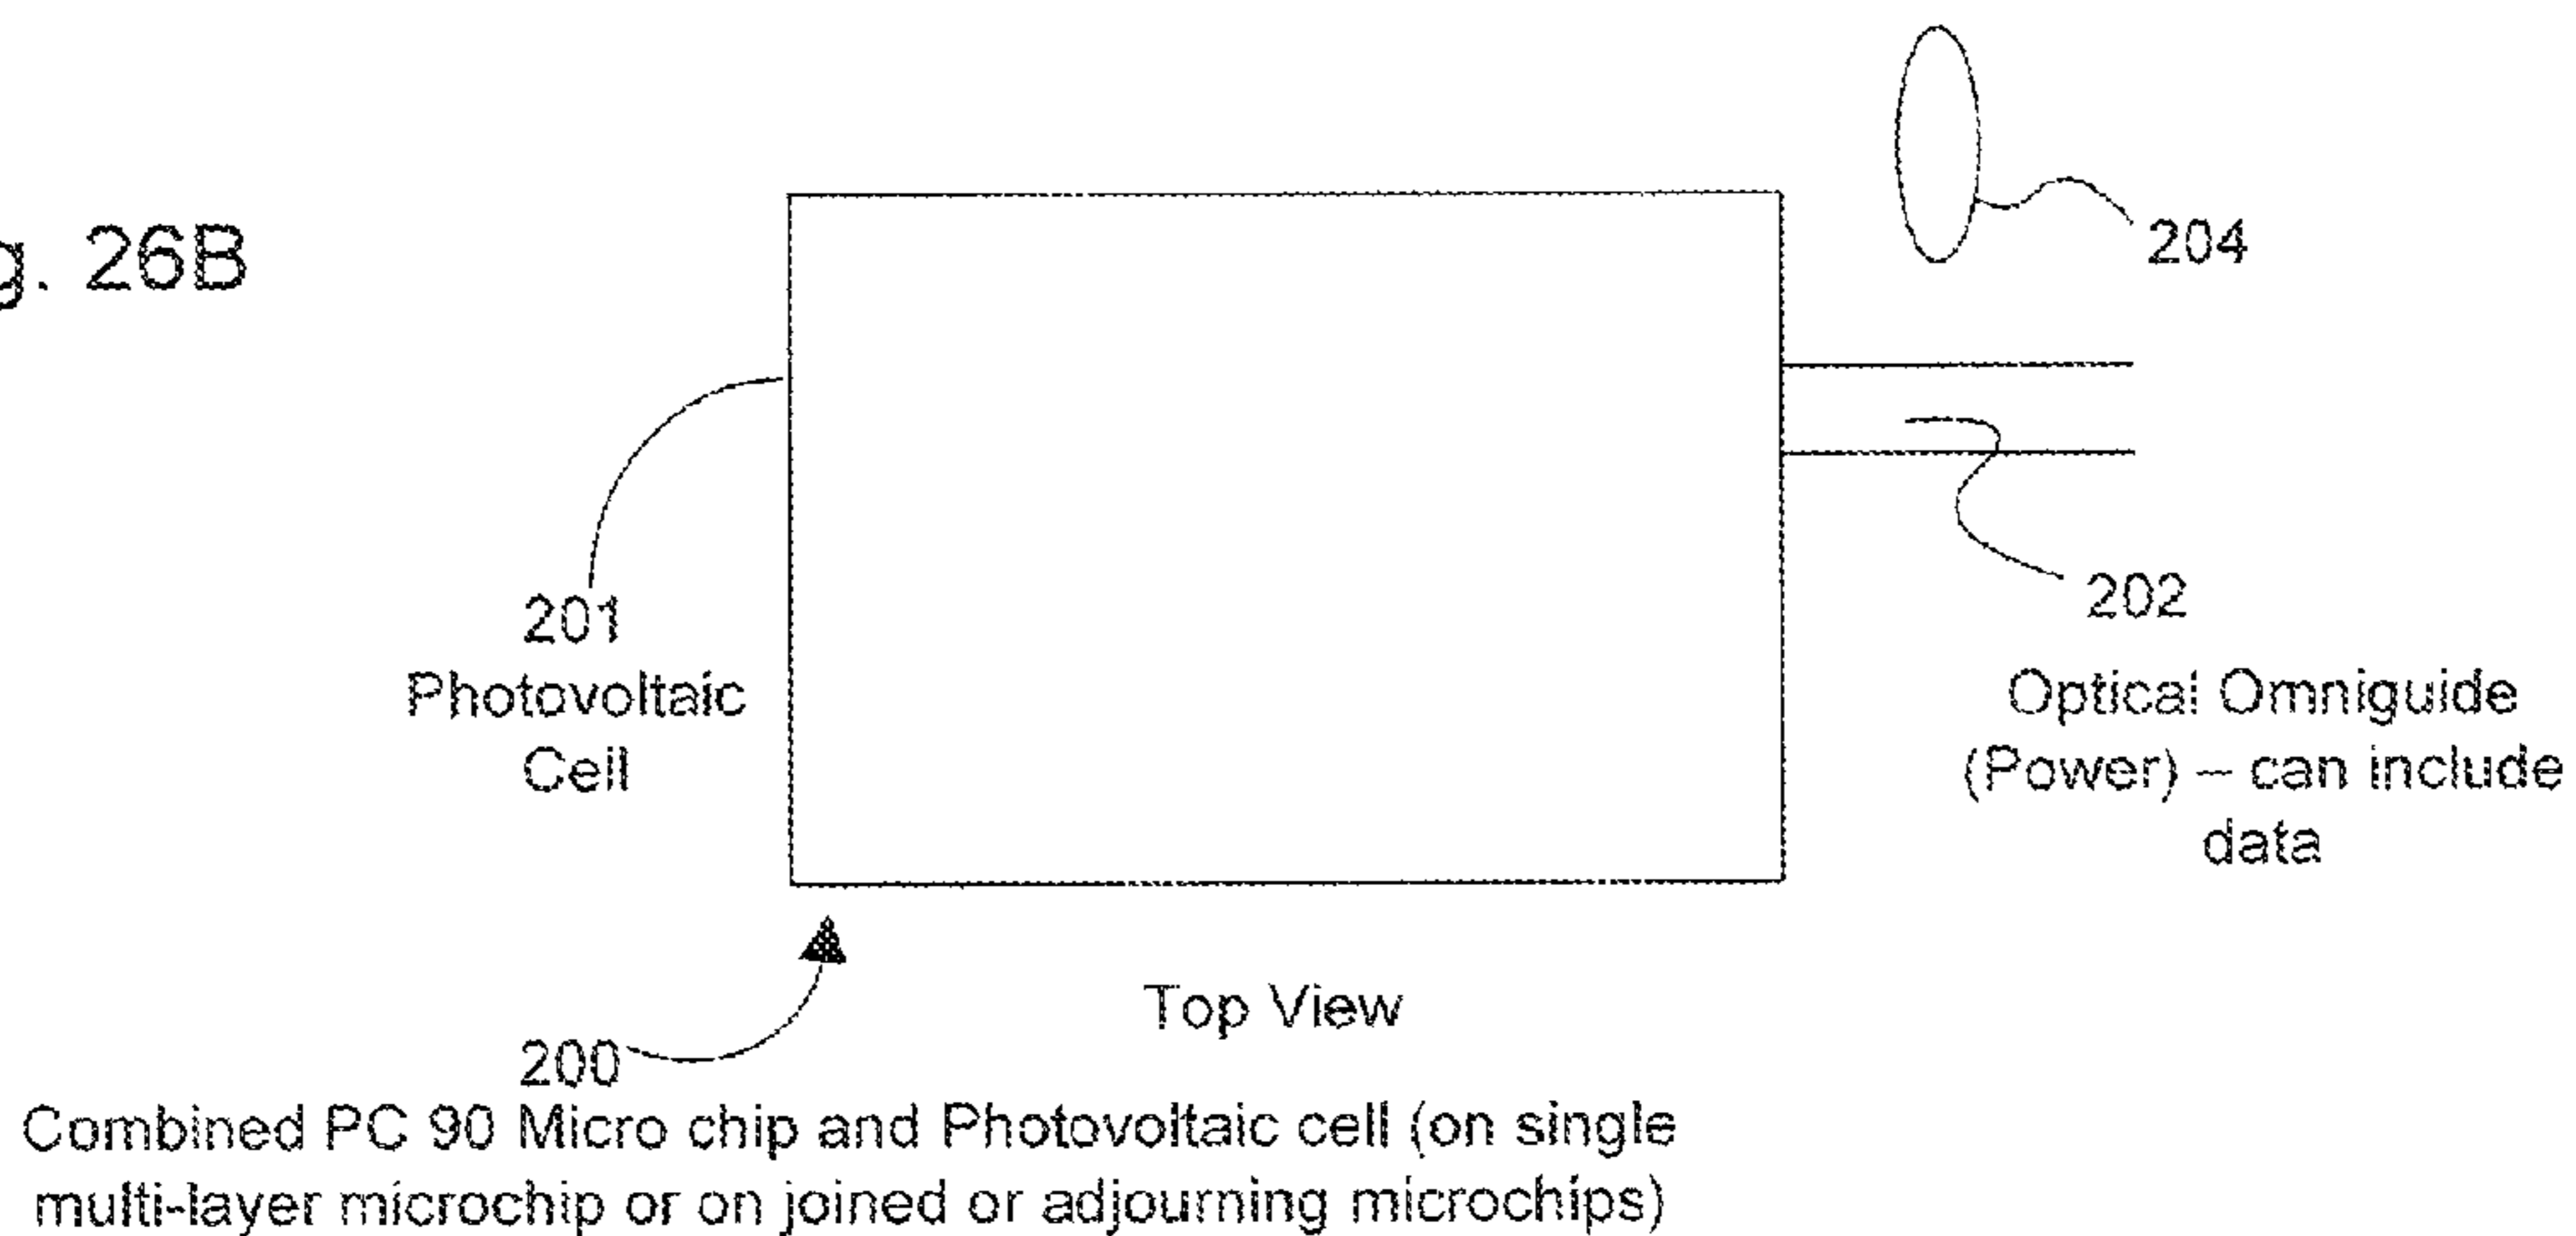 g. 26B
204
201
Photovoltaic
Cell
202
Optical Omniguide
(Power) – can include
data
Top View
200
Combined PC 90 Micro chip and Photovoltaic cell (on single
multi-layer microchip or on joined or adjourning microchips)